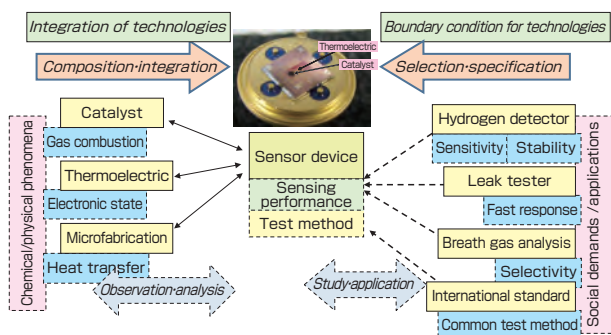 Integration of technologies
Boundary condition for technologies
Composition·integration
Thermoelectric
Catalyst
Selection·specification
Chemical/physical phenomena
Catalyst
Gas combustion
Thermoelectric
Electronic state
Microfabrication
Heat transfer
Sensor device
Sensing
performance
Test method
Hydrogen detector
Sensitivity
Stability
Leak tester
Fast response
Breath gas analysis
Selectivity
International standard
Common test method
Social demands /applications
Observation·analysis
Study·application